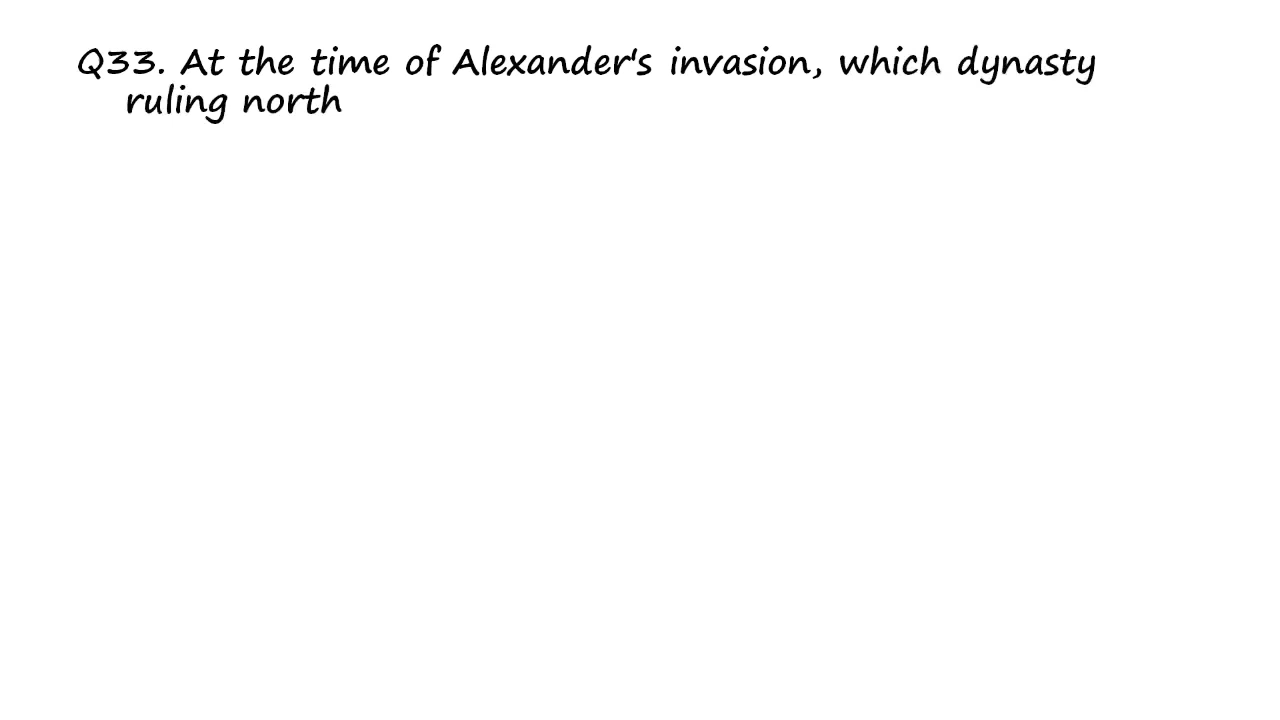 Q33. At the time of Alexander's invasion, which dynasty
ruling north